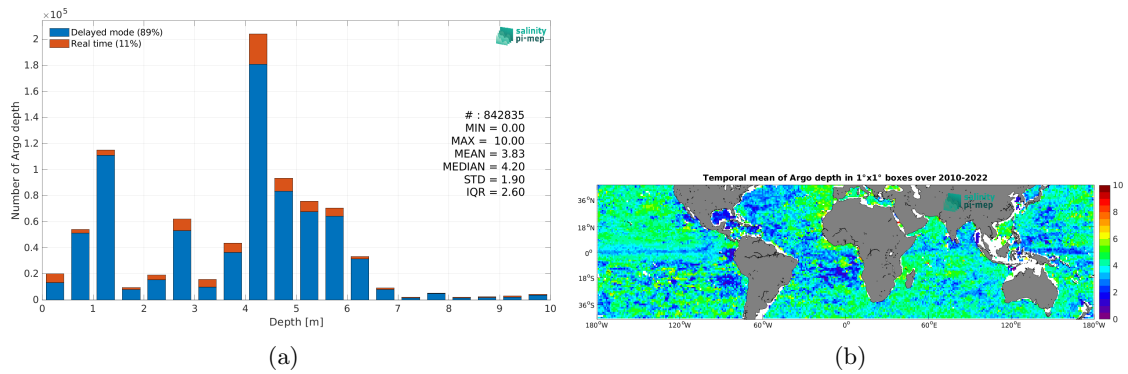 ×10⁵
Delayed mode (89%)
Real time (11%)
salinity
pi-mep
2
1.8
1.6
1.4
1.2
1
0.8
0.6
0.4
0.2
0
Number of Argo depth
# : 842835
MIN = 0.00
MAX = 10.00
MEAN = 3.83
MEDIAN = 4.20
STD = 1.90
IQR = 2.60
0 1 2 3 4 5 6 7 8 9 10
Depth [m]
(a)
Temporal mean of Argo depth in 1°x1° boxes over 2010-2022
salinity
pi-mep
36°N
18°N
0°
18°S
36°S
180°W 120°W 60°W 0°W 60°E 120°E 180°W
10
8
6
4
2
0
(b)